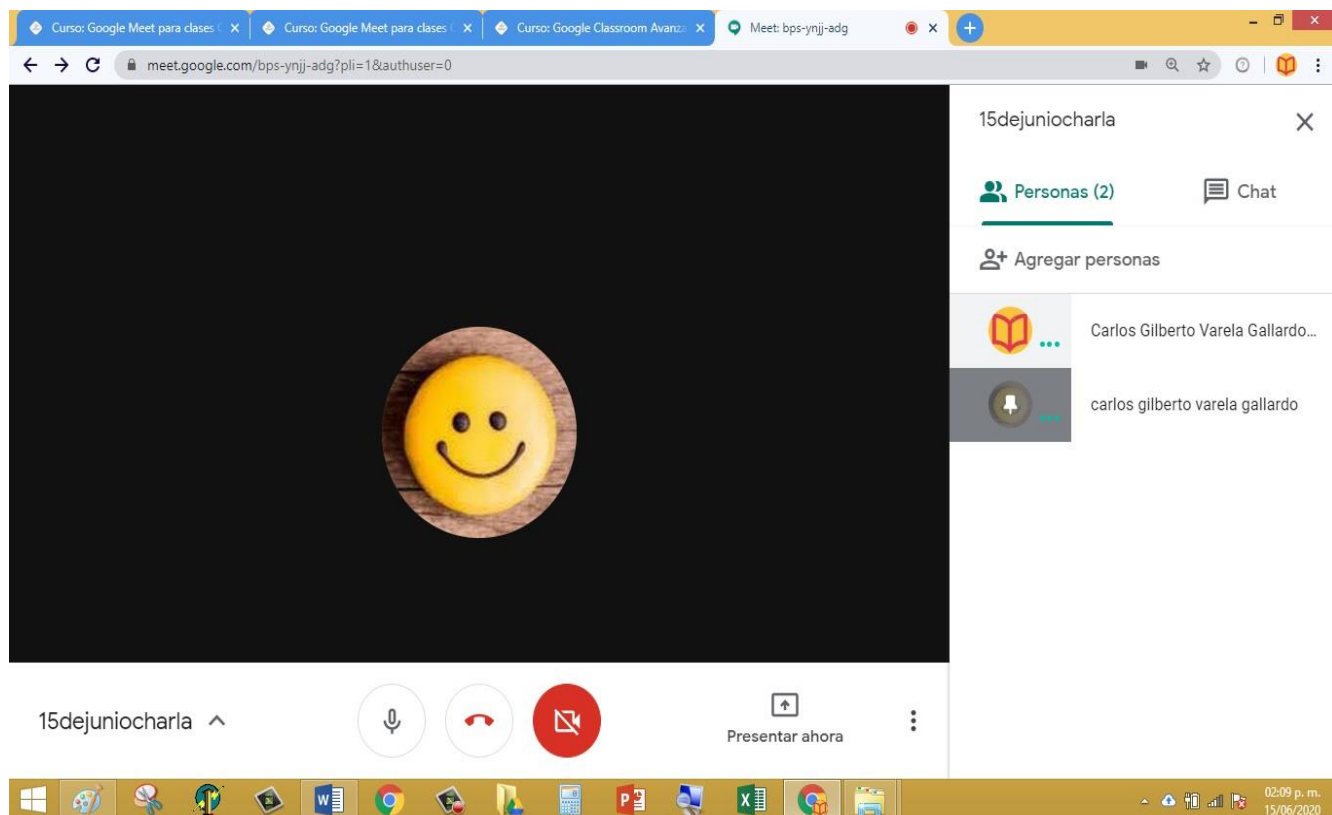 Curso: Google Meet para clases
Curso: Google Meet para clases
Curso: Google Classroom Avanza
Meet: bps-ynjj-adg
meet.google.com/bps-ynjj-adg?pli=1&authuser=0
15dejuniocharla
Personas (2)
Chat
Agregar personas
Carlos Gilberto Varela Gallardo...
carlos gilberto varela gallardo
15dejuniocharla
Presentar ahora
02:09 p. m.
15/06/2020